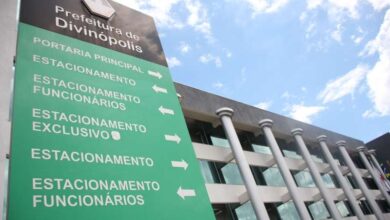 Prefeitura de
Divinópolis
PORTARIA PRINCIPAL
ESTACIONAMENTO
ESTACIONAMENTO
FUNCIONÁRIOS
ESTACIONAMENTO
EXCLUSIVO
ESTACIONAMENTO
ESTACIONAMENTO
FUNCIONÁRIOS